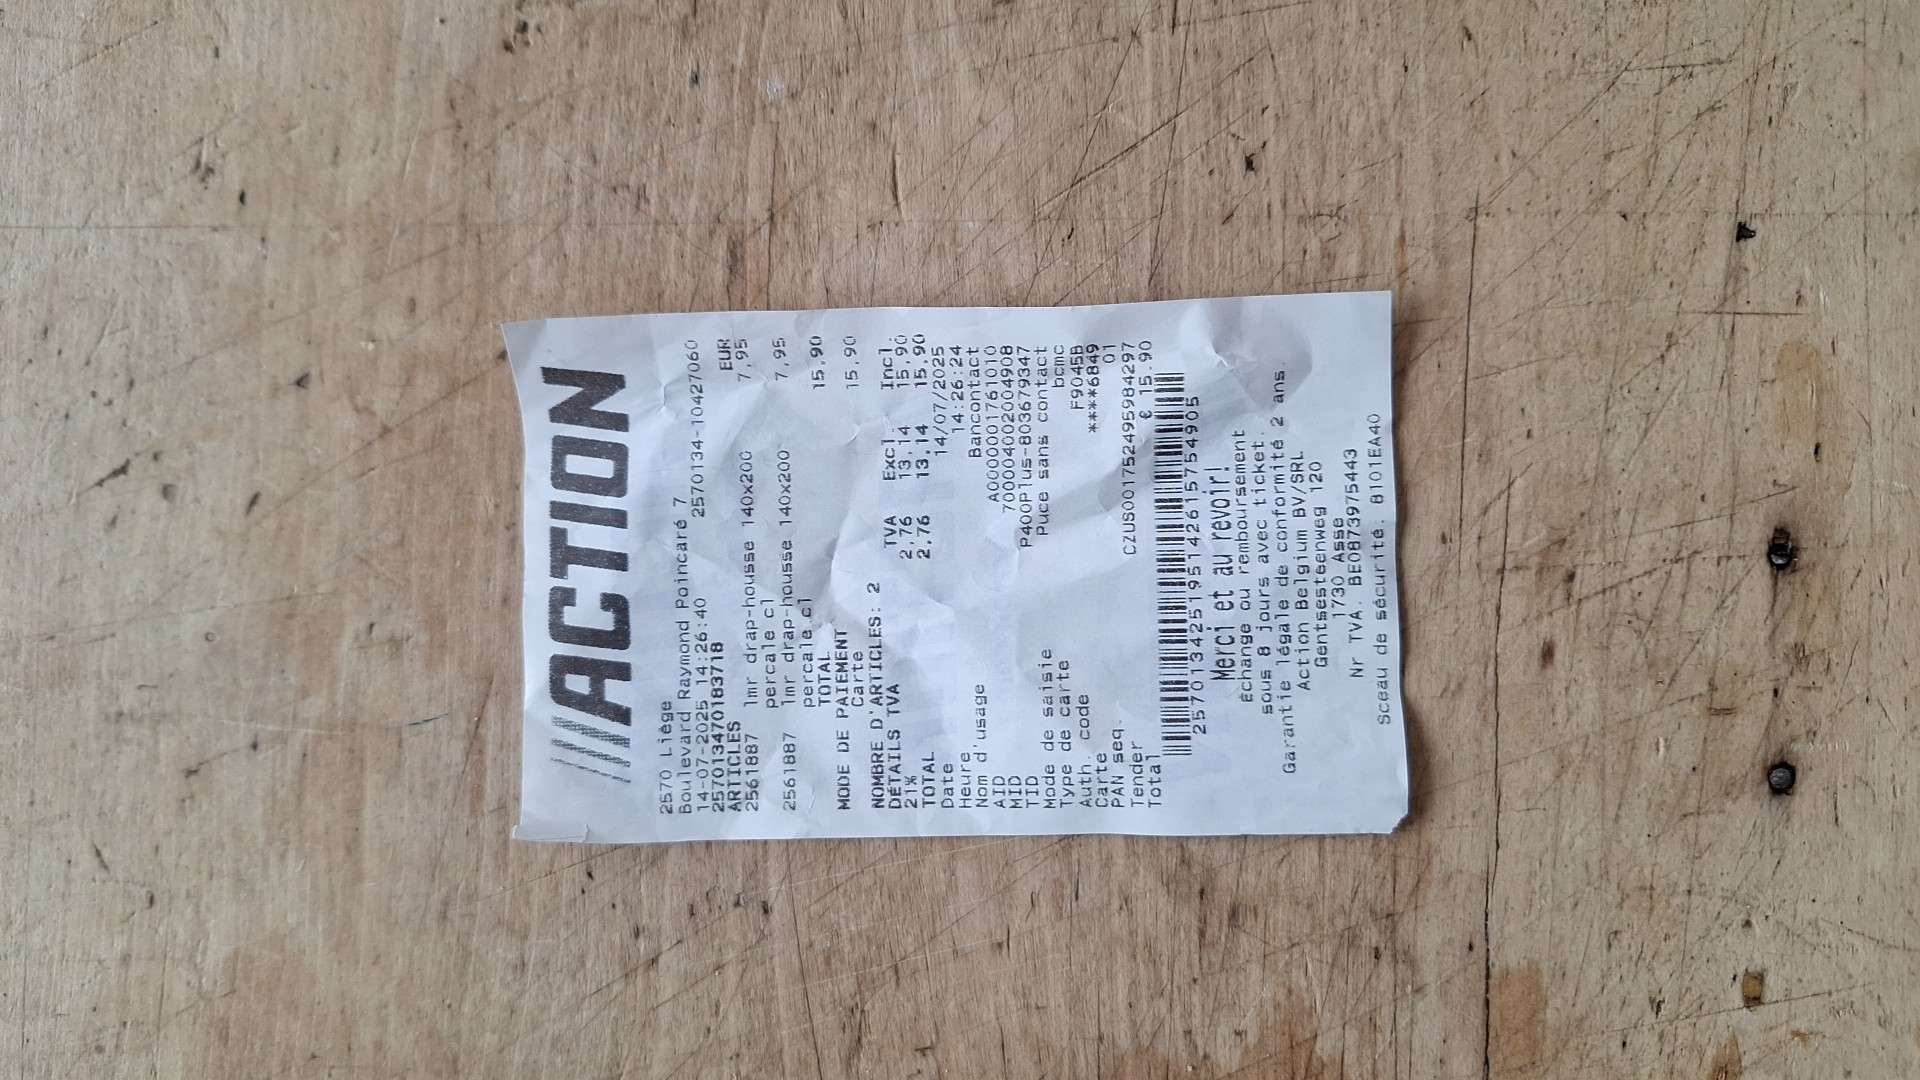 ACTION
2570 Liège
Boulevard Raymond Poincaré 7
14-07-2025 14:26:40 2570134-10427060
257013470183718
ARTICLES EUR
2561887 1mr drap-housse 140x200 7,95
percale cl
2561887 1mr drap-housse 140x200 7,95
percale cl
TOTAL 15,90
MODE DE PAIEMENT
Carte 15,90
NOMBRE D'ARTICLES: 2
DÉTAILS TVA TVA Excl. Incl.
21% 2,76 13,14 15,90
TOTAL 2,76 13,14 15,90
Date 14/07/2025
Heure 14:26:24
Nom d'usage Bancontact
AID A0000001761010
MID 700004002004908
TID P400Plus-803679347
Mode de saisie Puce sans contact
Type de carte bcmc
Auth. code F9045B
Carte ****6849
PAN seq. 01
Tender CZUS001752495984297
Total € 15.90
2570134251951426157549​05
Merci et au revoir!
Échange ou remboursement
sous 8 jours avec ticket.
Garantie légale de conformité 2 ans.
Action Belgium BV/SRL
Gentsesteenweg 120
1730 Asse
Nr TVA. BE0873975443
Sceau de sécurité. 8101EA40